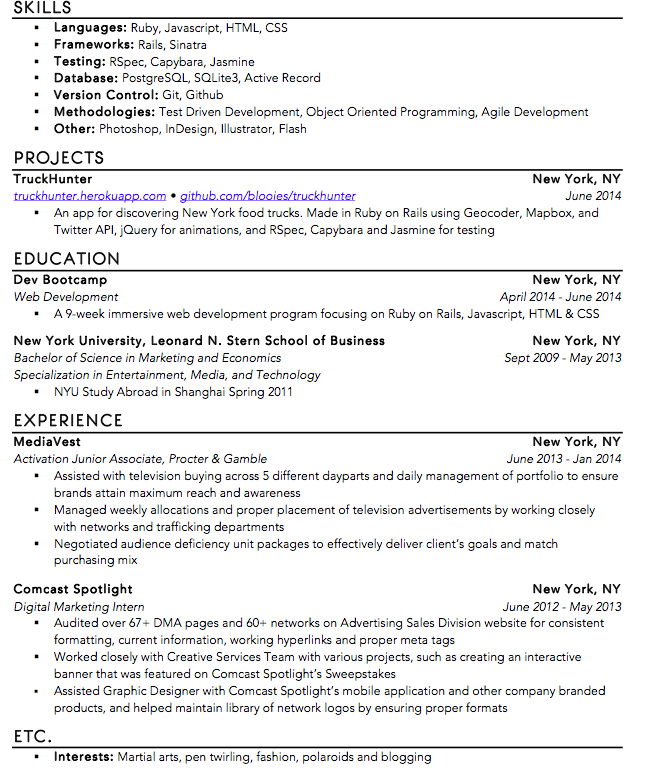 SKILLS
▪ Languages: Ruby, Javascript, HTML, CSS
▪ Frameworks: Rails, Sinatra
▪ Testing: RSpec, Capybara, Jasmine
▪ Database: PostgreSQL, SQLite3, Active Record
▪ Version Control: Git, Github
▪ Methodologies: Test Driven Development, Object Oriented Programming, Agile Development
▪ Other: Photoshop, InDesign, Illustrator, Flash
PROJECTS
TruckHunter New York, NY
truckhunter.herokuapp.com • github.com/blooies/truckhunter June 2014
▪ An app for discovering New York food trucks. Made in Ruby on Rails using Geocoder, Mapbox, and
Twitter API, jQuery for animations, and RSpec, Capybara and Jasmine for testing
EDUCATION
Dev Bootcamp New York, NY
Web Development April 2014 - June 2014
▪ A 9-week immersive web development program focusing on Ruby on Rails, Javascript, HTML & CSS
New York University, Leonard N. Stern School of Business New York, NY
Bachelor of Science in Marketing and Economics Sept 2009 - May 2013
Specialization in Entertainment, Media, and Technology
▪ NYU Study Abroad in Shanghai Spring 2011
EXPERIENCE
MediaVest New York, NY
Activation Junior Associate, Procter & Gamble June 2013 - Jan 2014
▪ Assisted with television buying across 5 different dayparts and daily management of portfolio to ensure
brands attain maximum reach and awareness
▪ Managed weekly allocations and proper placement of television advertisements by working closely
with networks and trafficking departments
▪ Negotiated audience deficiency unit packages to effectively deliver client's goals and match
purchasing mix
Comcast Spotlight New York, NY
Digital Marketing Intern June 2012 - May 2013
▪ Audited over 67+ DMA pages and 60+ networks on Advertising Sales Division website for consistent
formatting, current information, working hyperlinks and proper meta tags
▪ Worked closely with Creative Services Team with various projects, such as creating an interactive
banner that was featured on Comcast Spotlight's Sweepstakes
▪ Assisted Graphic Designer with Comcast Spotlight's mobile application and other company branded
products, and helped maintain library of network logos by ensuring proper formats
ETC.
▪ Interests: Martial arts, pen twirling, fashion, polaroids and blogging